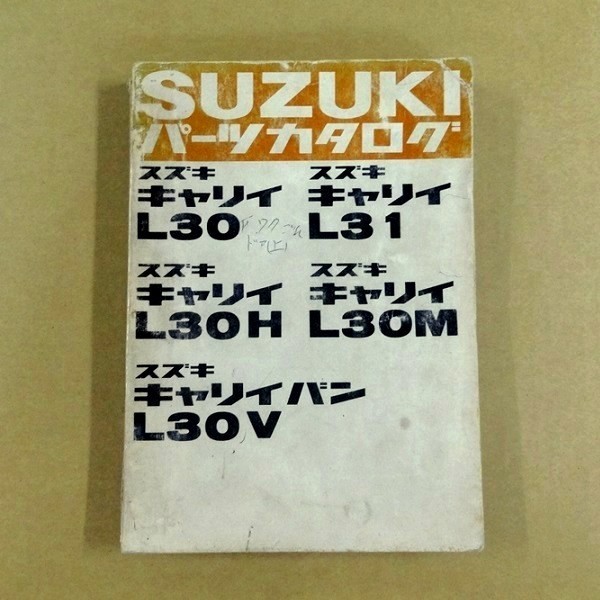 SUZUKI
パーツカタログ
スズキ
キャリイ
L30
スズキ
キャリイ
L31
スズキ
キャリイ
L30H
スズキ
キャリイ
L30M
スズキ
キャリイバン
L30V